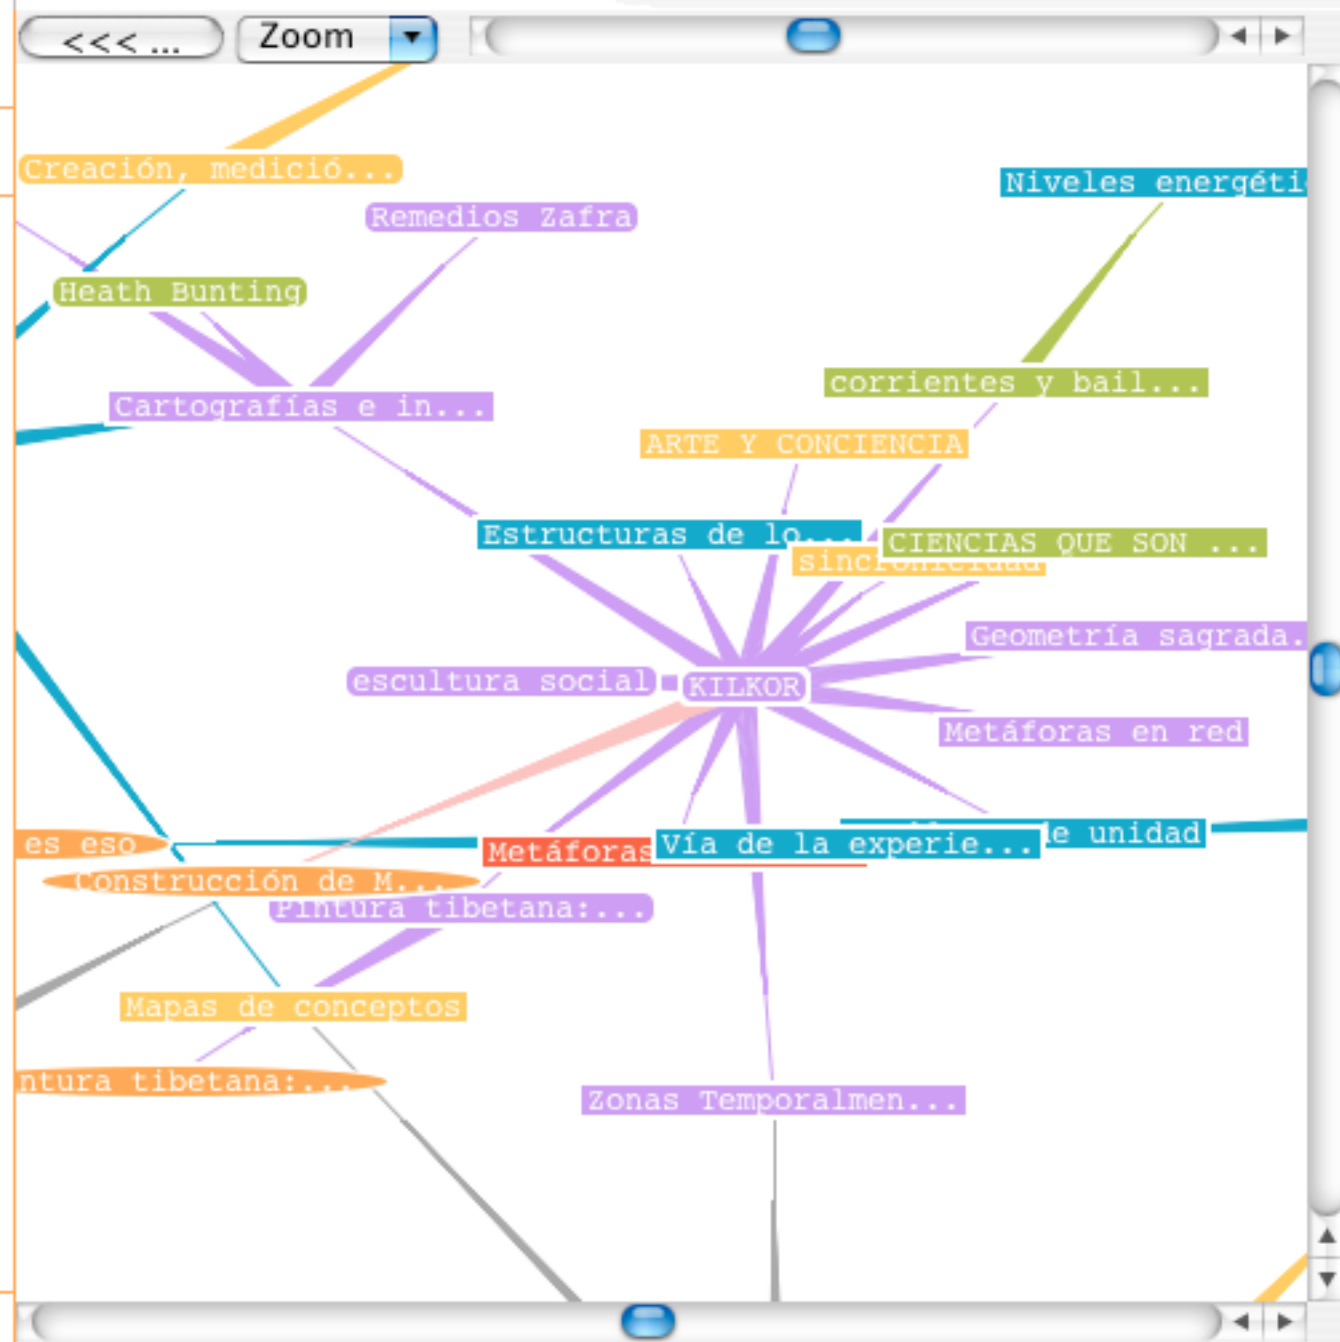 <<< ...
Zoom
Creación, medició...
Niveles energéti
Remedios Zafra
Heath Bunting
corrientes y bail...
Cartografías e in...
ARTE Y CONCIENCIA
Estructuras de lo...
CIENCIAS QUE SON ...
sincronicidad
Geometría sagrada.
escultura social
KILKOR
Metáforas en red
de unidad
es eso
Metáforas
Vía de la experie...
Construcción de M...
Pintura tibetana:...
Mapas de conceptos
ntura tibetana:...
Zonas Temporalmen...